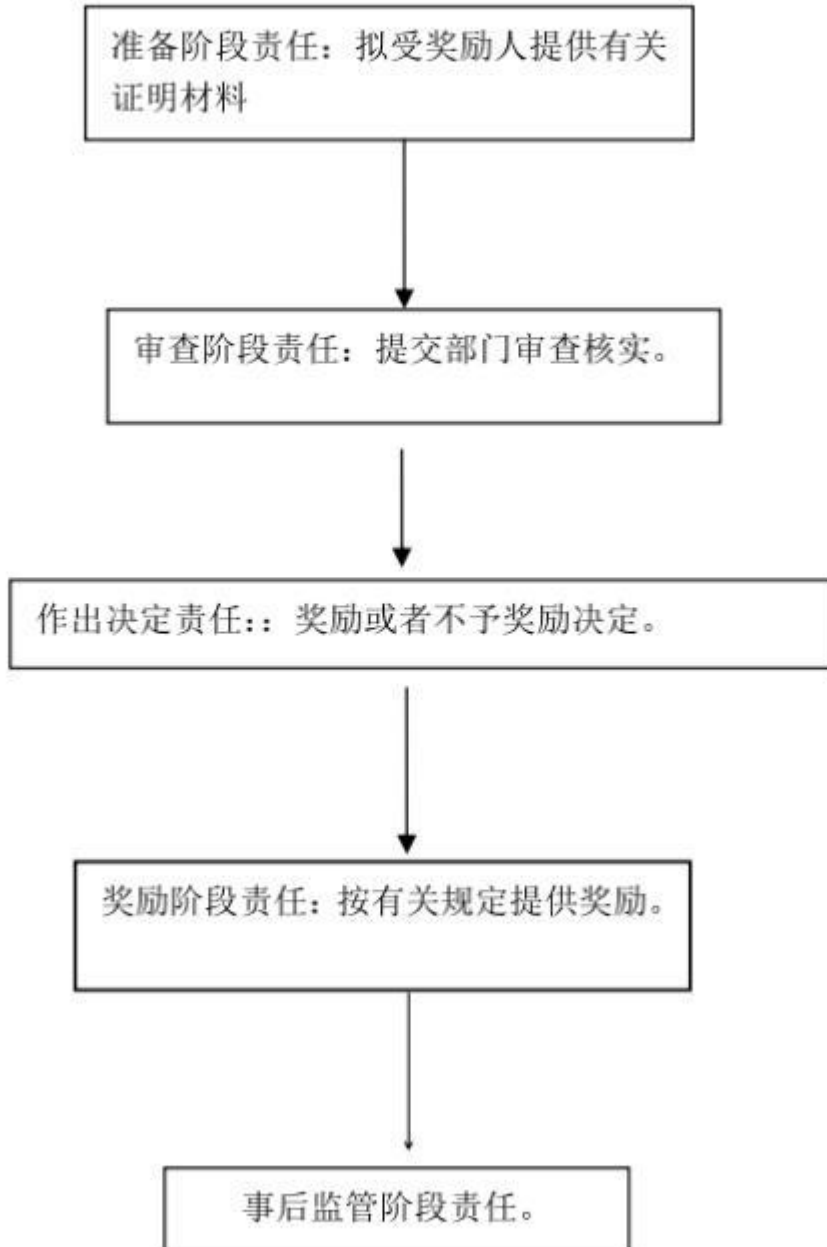 准备阶段责任：拟受奖励人提供有关
证明材料
审查阶段责任：提交部门审查核实。
作出决定责任:：奖励或者不予奖励决定。
奖励阶段责任：按有关规定提供奖励。
事后监管阶段责任。